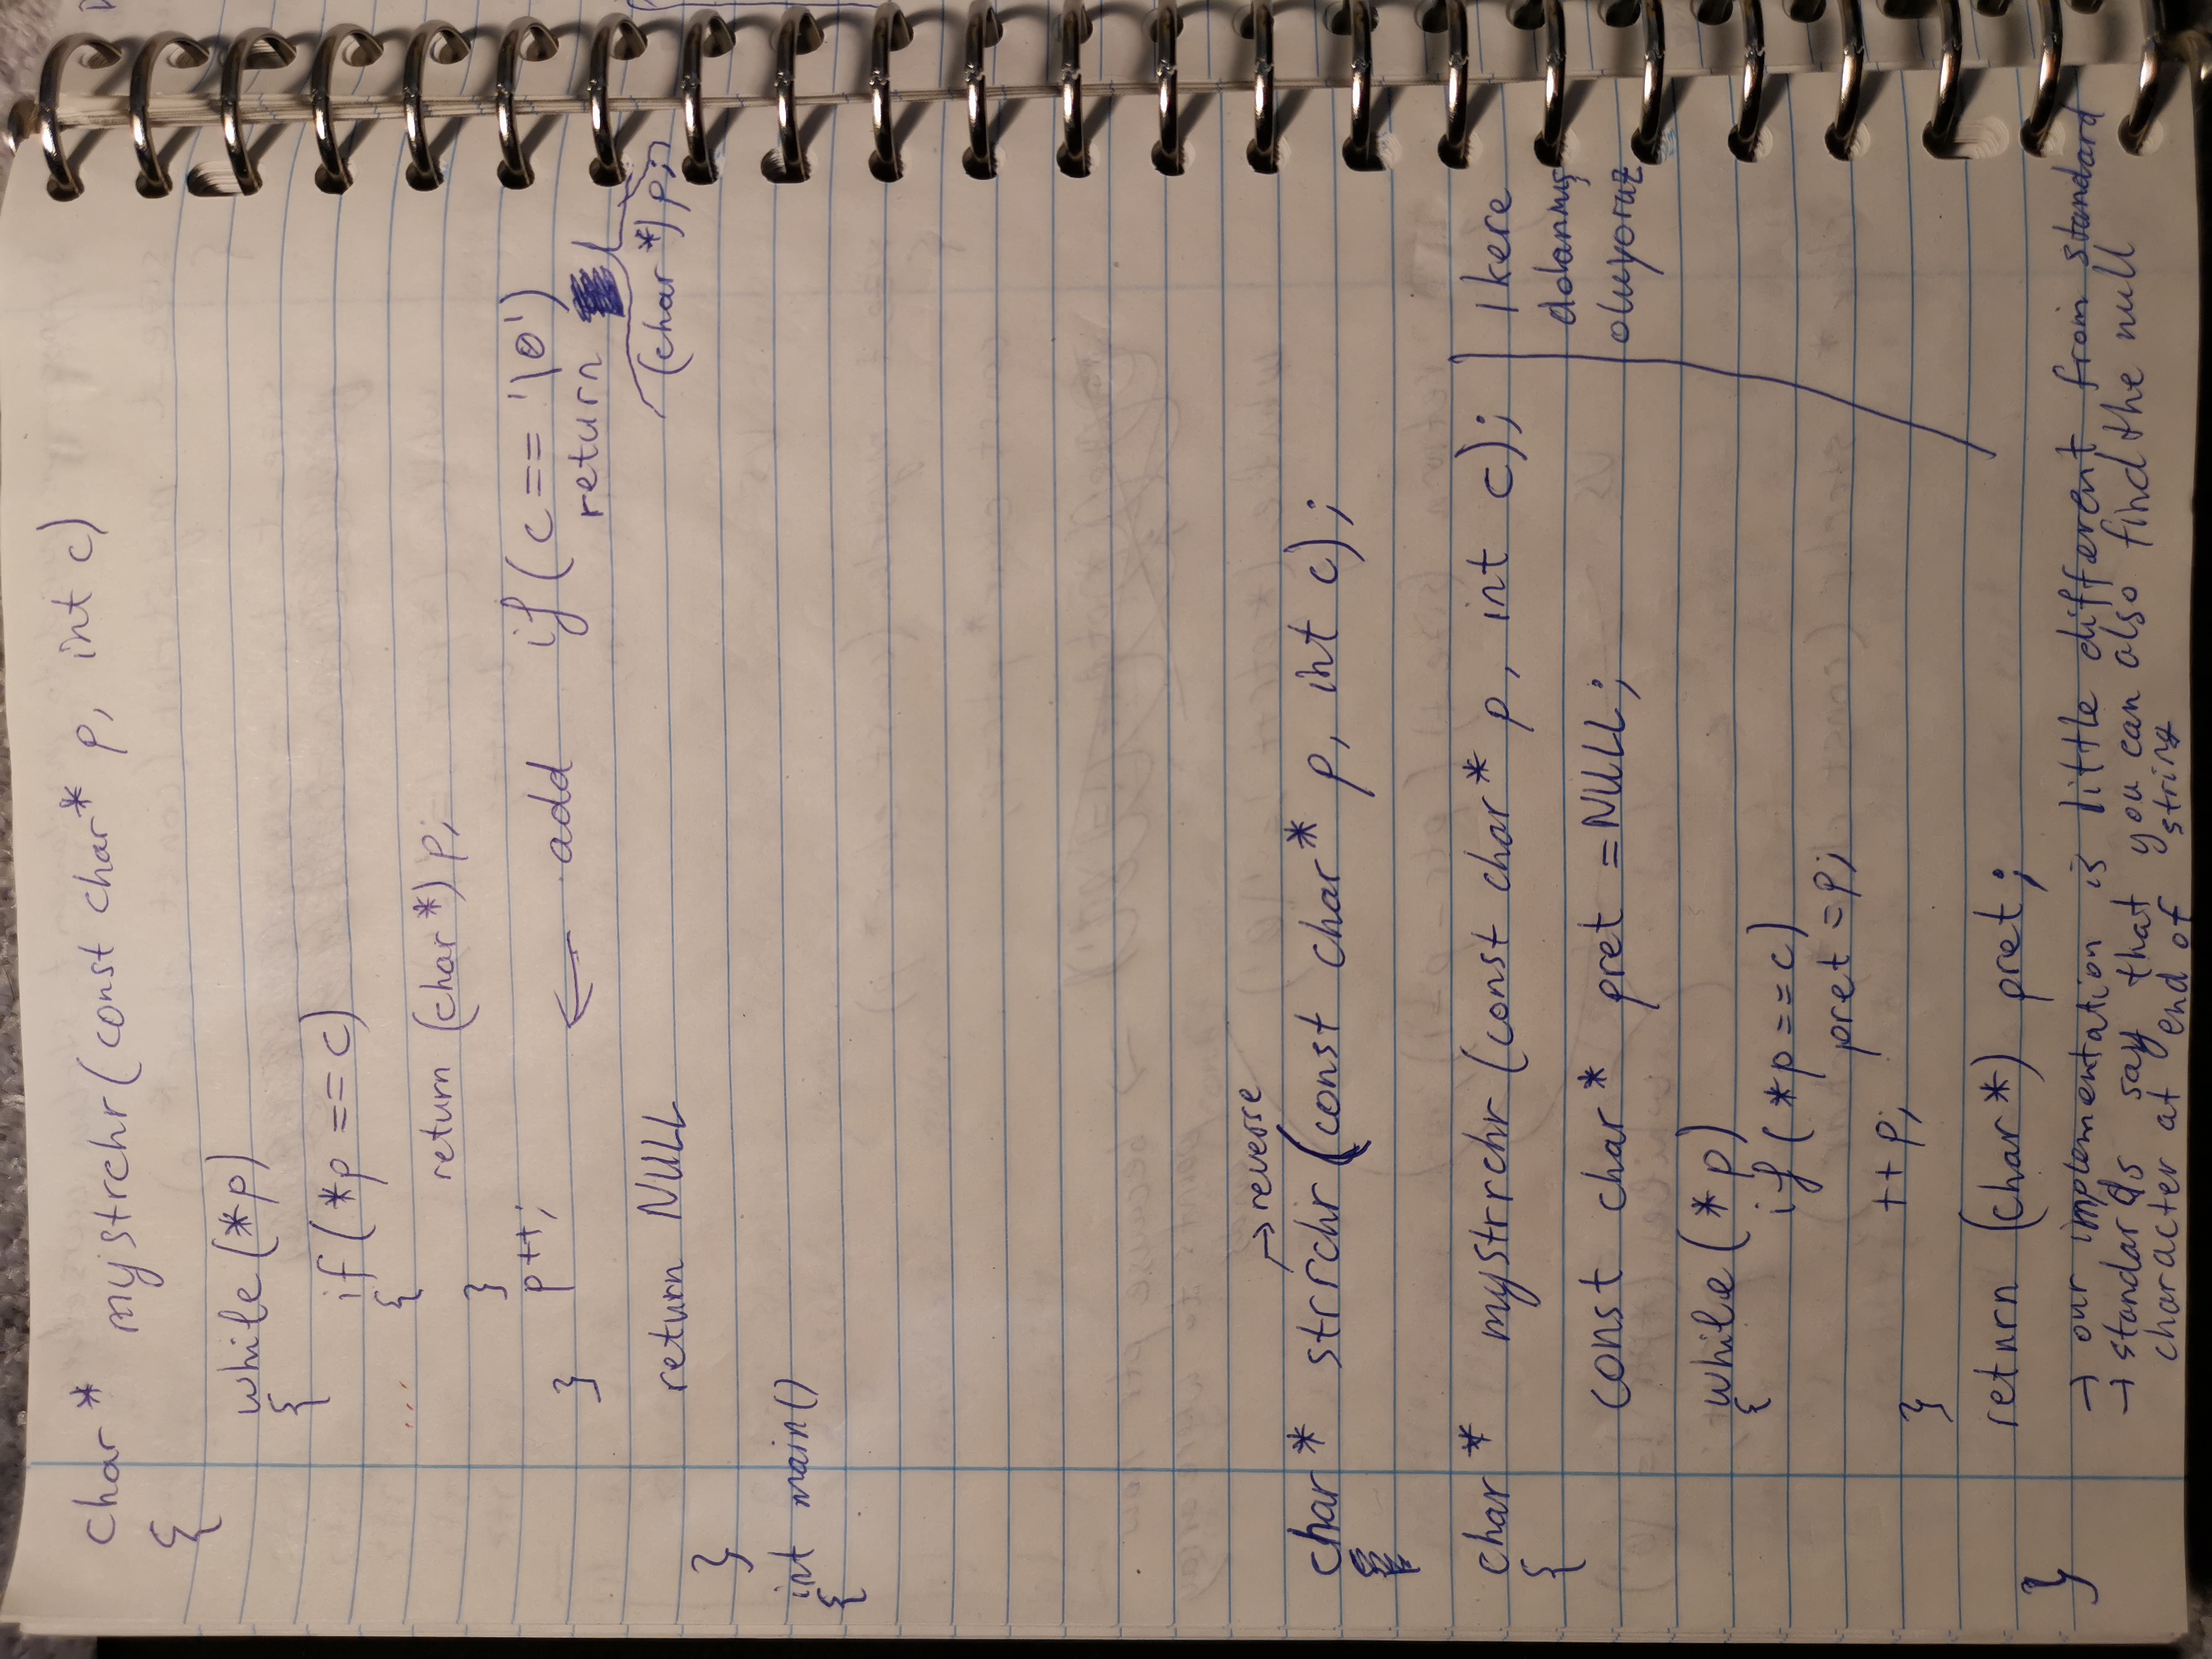 char* mystrchr(const char* p, int c)
{
while(*p)
{
if(*p == c)
{
return (char*) p;
}
p++;
} ← add if(c == '\0')
return (char*) p;
return NULL
}
int main()
{
→ reverse
char* strrchr(const char* p, int c);
char* mystrrchr(const char* p, int c); 1 kere
{ dolanmış
const char* pret = NULL; oluyoruz
while(*p)
{
if(*p==c)
pret = p;
++p;
}
return (char*) pret;
}
→ our implementation is little different from standard
→ standards say that you can also find the null
character at end of string